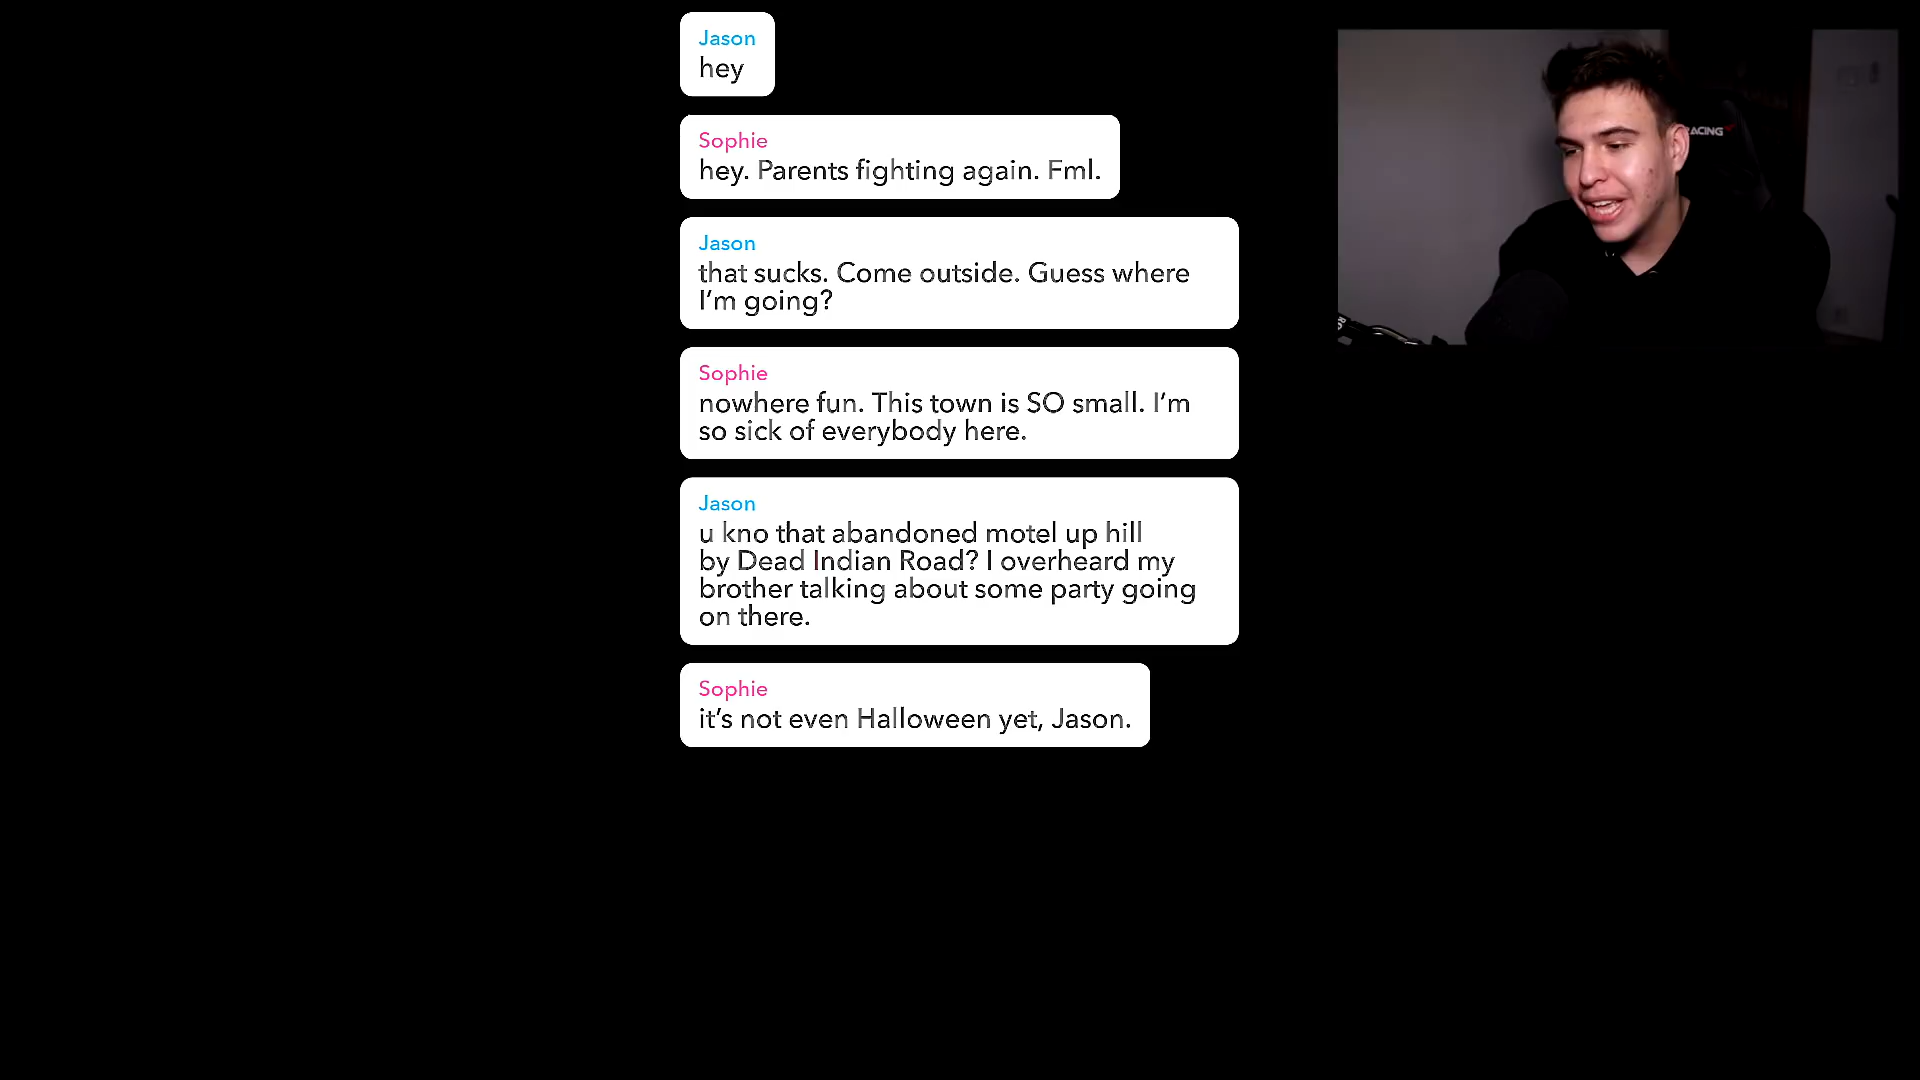 Jason
hey
Sophie
hey. Parents fighting again. Fml.
Jason
that sucks. Come outside. Guess where
I’m going?
Sophie
nowhere fun. This town is SO small. I’m
so sick of everybody here.
Jason
u kno that abandoned motel up hill
by Dead Indian Road? I overheard my
brother talking about some party going
on there.
Sophie
it’s not even Halloween yet, Jason.
RACING